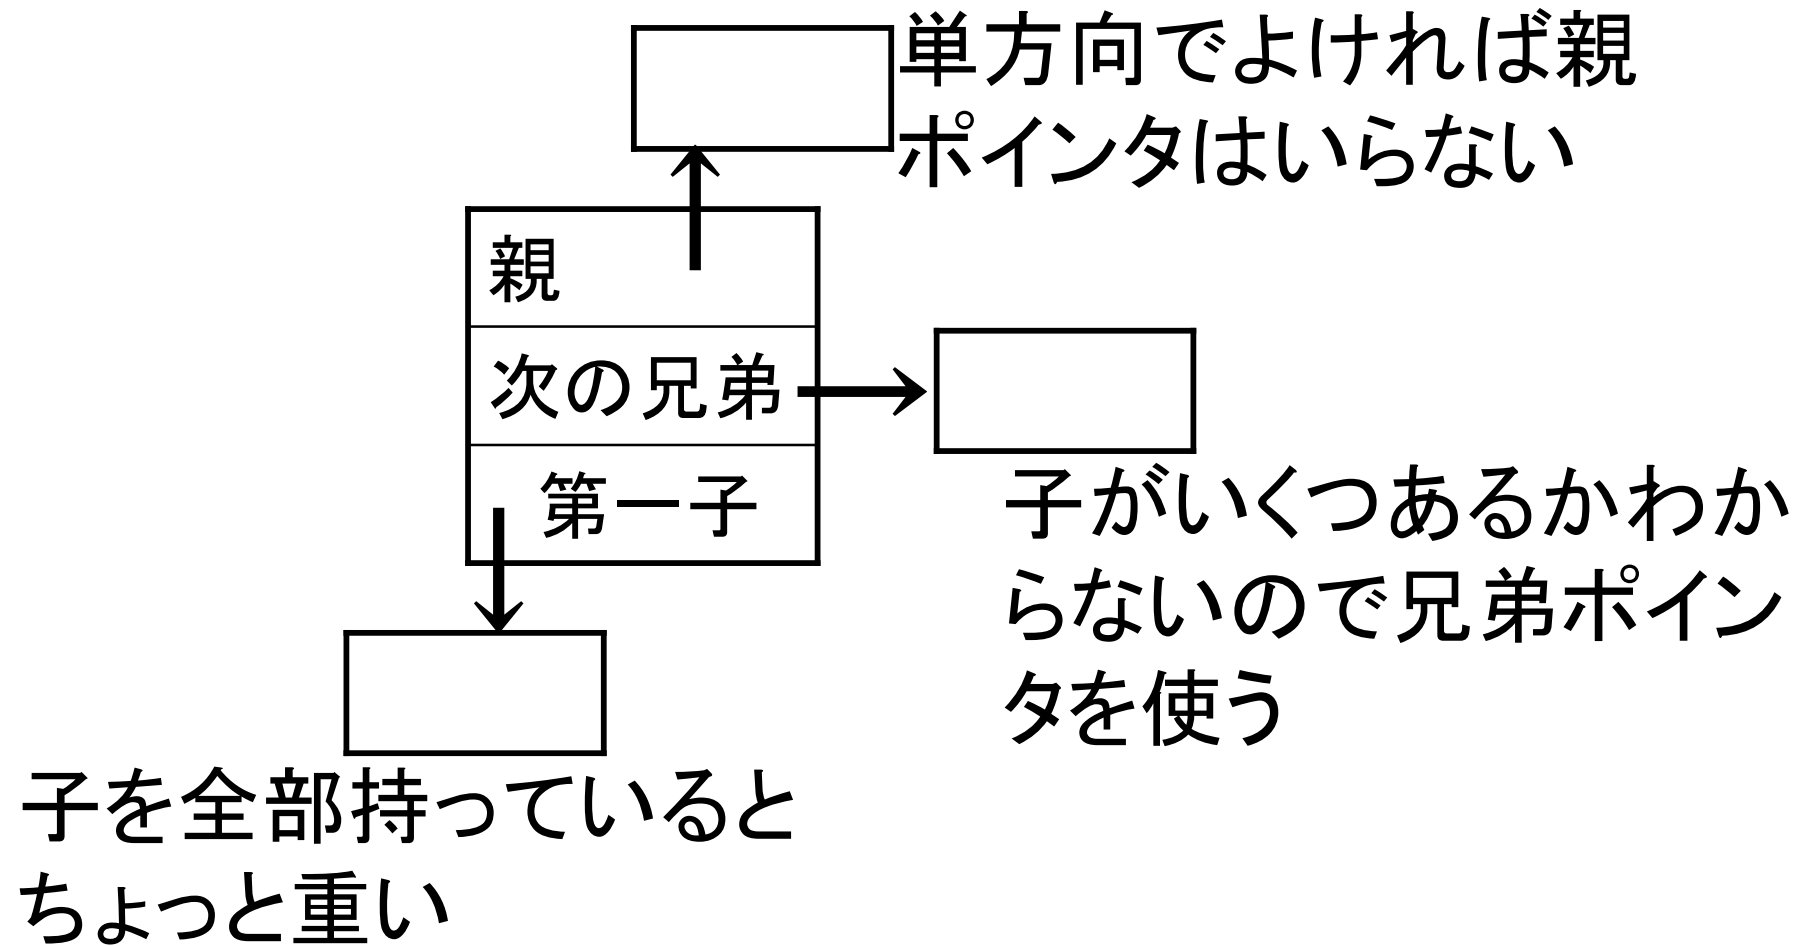 単方向でよければ親
ポインタはいらない
親
次の兄弟
第一子
子がいくつあるかわか
らないので兄弟ポイン
タを使う
子を全部持っていると
ちょっと重い